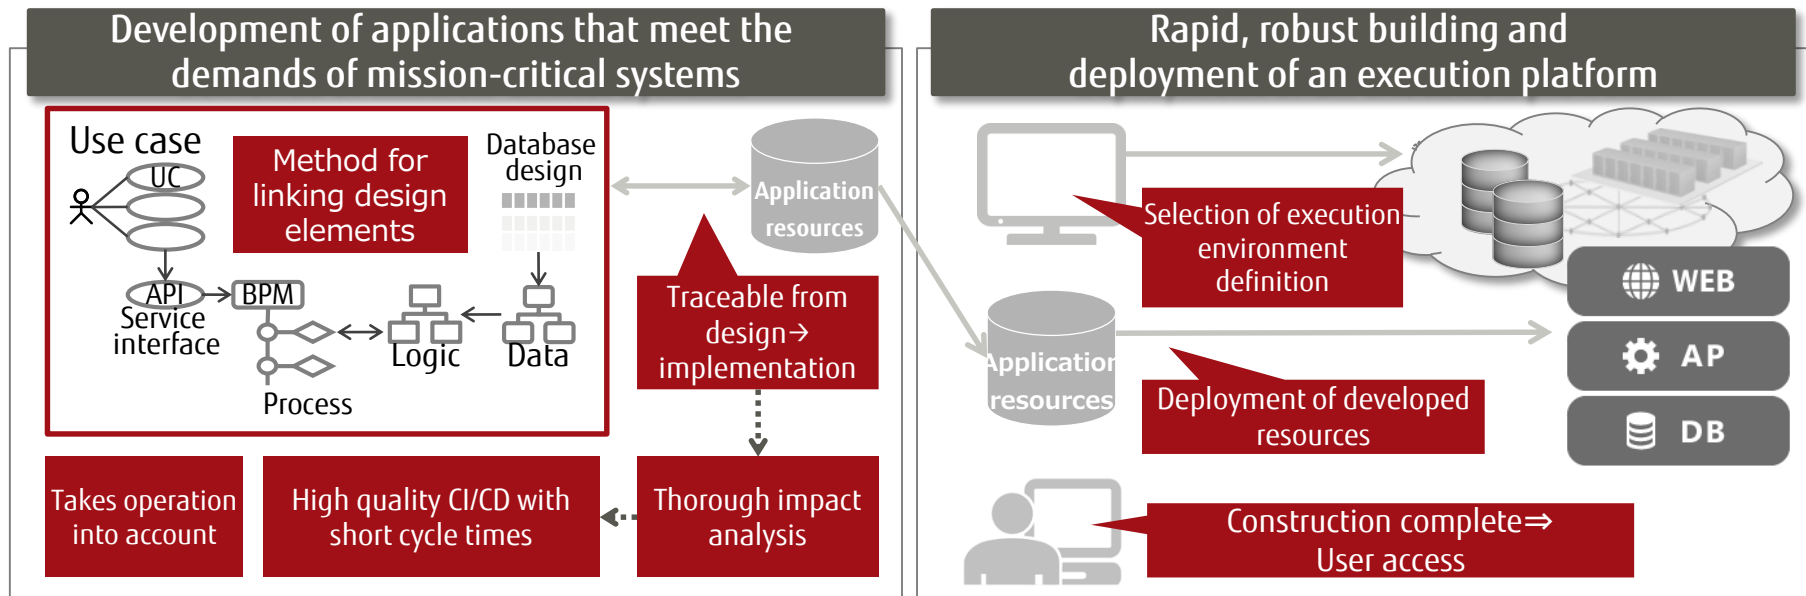 Development of applications that meet the
demands of mission-critical systems
Use case
UC
Method for
linking design
elements
Database
design
Application
resources
API
BPM
Service
interface
Logic
Data
Process
Traceable from
design→
implementation
Takes operation
into account
High quality CI/CD with
short cycle times
Thorough impact
analysis
Rapid, robust building and
deployment of an execution platform
Selection of execution
environment
definition
WEB
AP
DB
Application
resources
Deployment of developed
resources
Construction complete⇒
User access